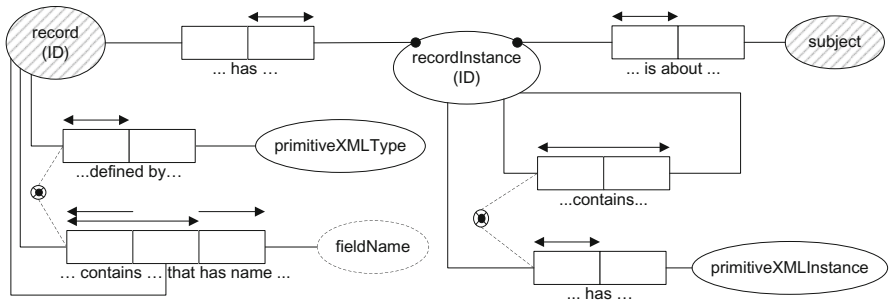 record
(ID)
... has ...
recordInstance
(ID)
... is about ...
subject
...defined by...
primitiveXMLType
...contains...
... contains ... that has name ...
fieldName
... has ...
primitiveXMLInstance